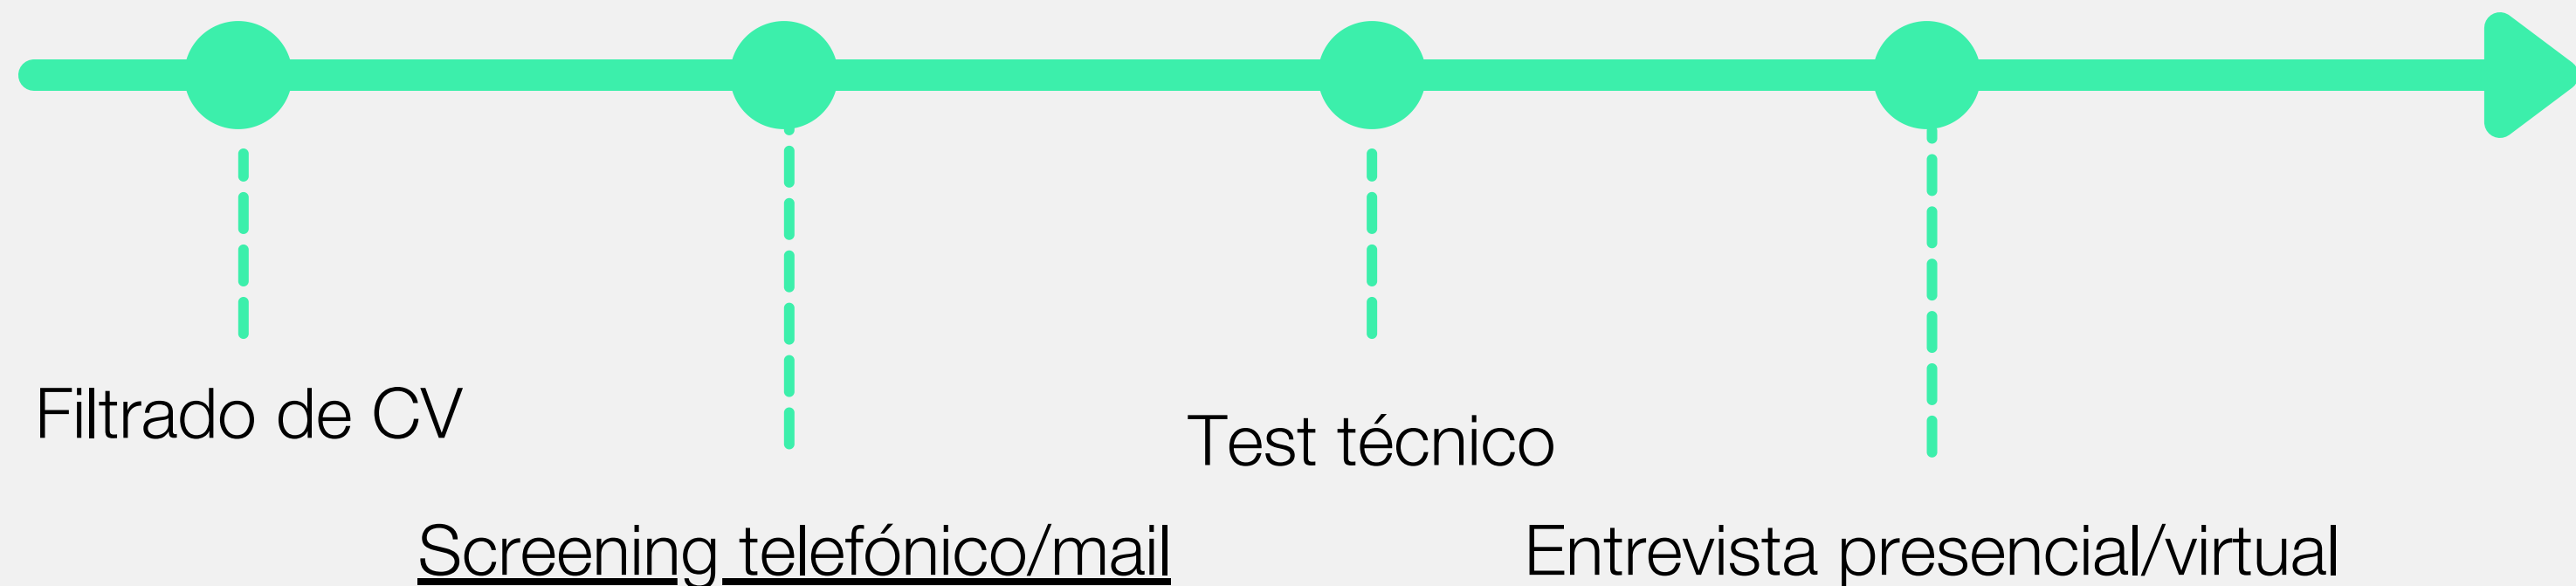 Filtrado de CV
Screening telefónico/mail
Test técnico
Entrevista presencial/virtual